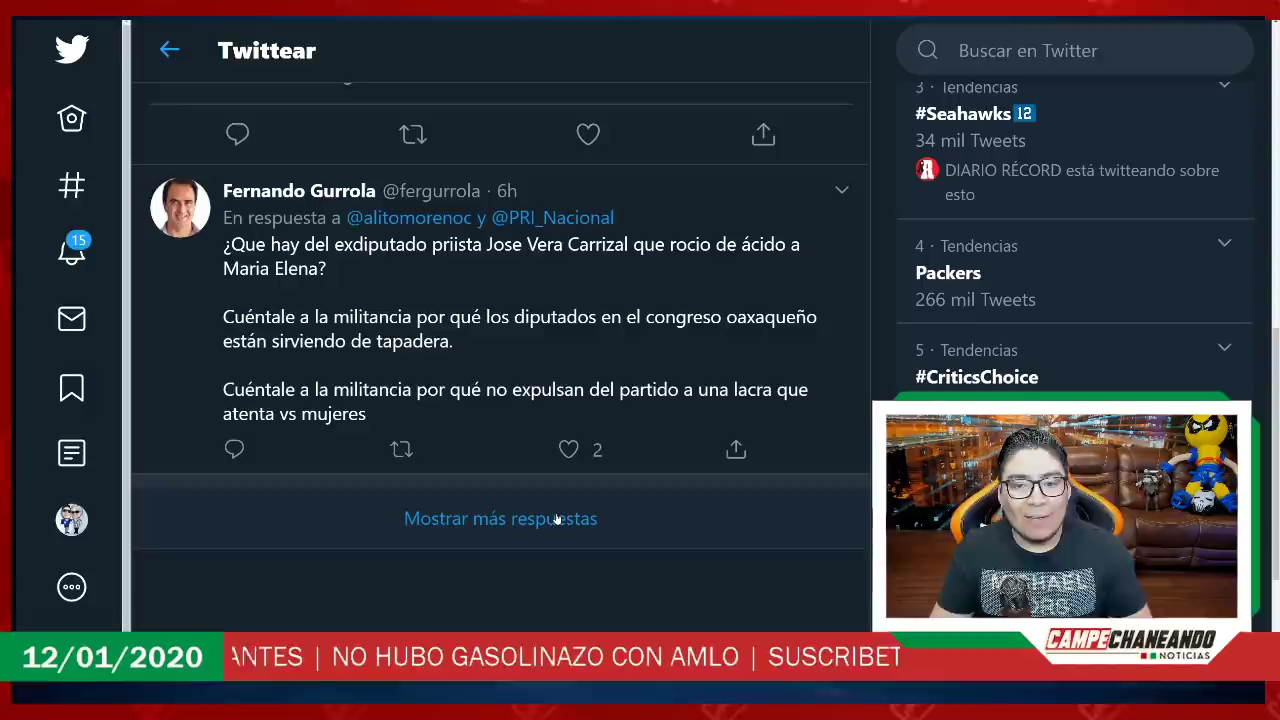 Twittear
Fernando Gurrola @fergurrola · 6h
En respuesta a @alitomorenoc y @PRI_Nacional
¿Que hay del exdiputado priista Jose Vera Carrizal que rocio de ácido a
Maria Elena?
Cuéntale a la militancia por qué los diputados en el congreso oaxaqueño
están sirviendo de tapadera.
Cuéntale a la militancia por qué no expulsan del partido a una lacra que
atenta vs mujeres
2
Mostrar más respuestas
15
Buscar en Twitter
3 · Tendencias
#Seahawks 12
34 mil Tweets
DIARIO RÉCORD está twitteando sobre
esto
4 · Tendencias
Packers
266 mil Tweets
5 · Tendencias
#CriticsChoice
CAMPECHANEANDO
NOTICIAS
12/01/2020
ANTES | NO HUBO GASOLINAZO CON AMLO | SUSCRIBET